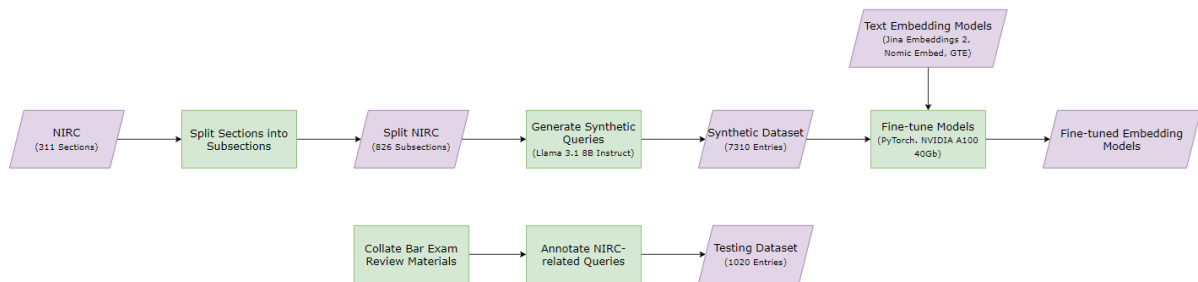 Text Embedding Models
(Jina Embeddings 2,
Nomic Embed, GTE)
NIRC
(311 Sections)
Split Sections into
Subsections
Split NIRC
(826 Subsections)
Generate Synthetic
Queries
(Llama 3.1 8B Instruct)
Synthetic Dataset
(7310 Entries)
Fine-tune Models
(PyTorch, NVIDIA A100
40Gb)
Fine-tuned Embedding
Models
Collate Bar Exam
Review Materials
Annotate NIRC-
related Queries
Testing Dataset
(1020 Entries)